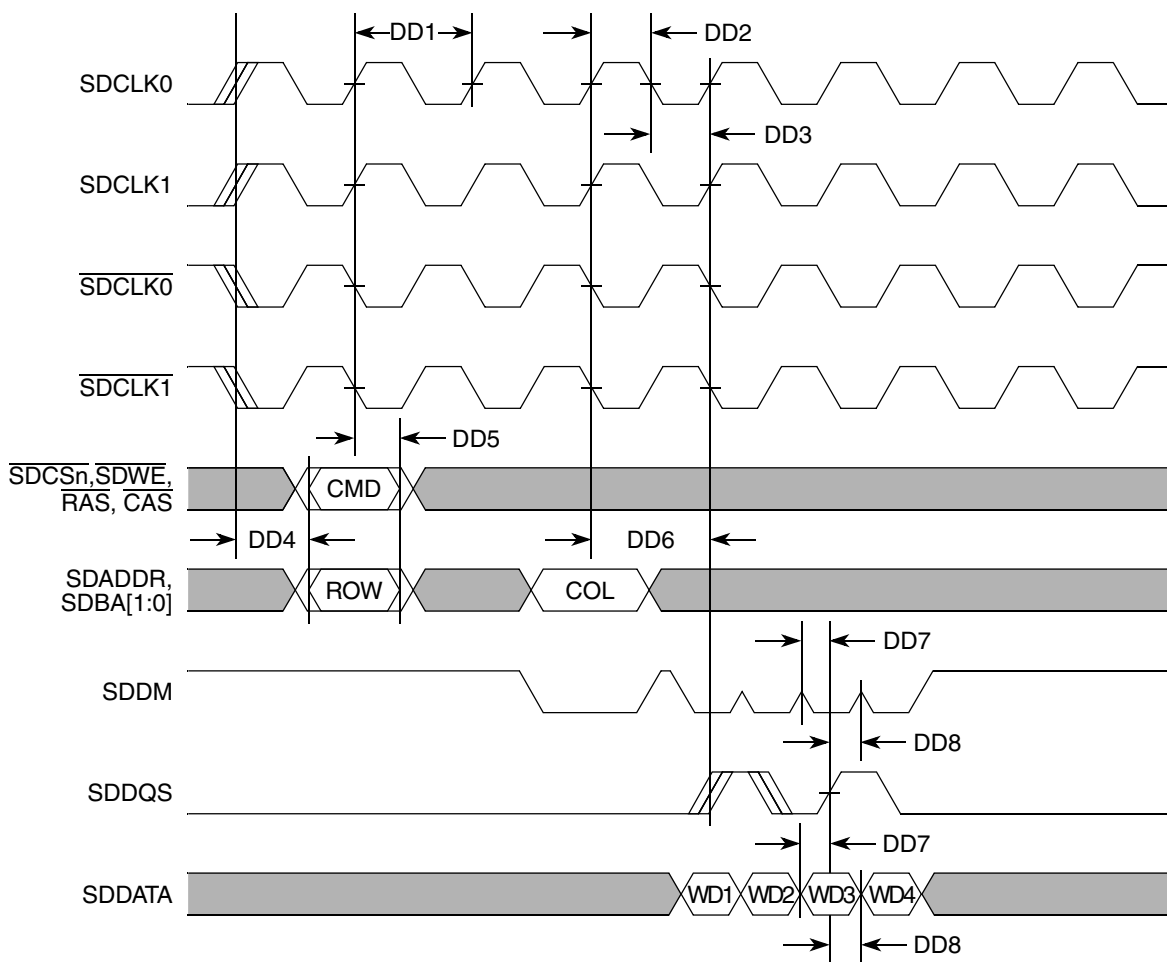 DD1
DD2
SDCLK0
DD3
SDCLK1
SDCLK0
SDCLK1
DD5
SDCSn,SDWE,
RAS, CAS
CMD
DD4
DD6
SDADDR,
SDBA[1:0]
ROW
COL
DD7
SDDM
DD8
SDDQS
DD7
SDDATA
WD1
WD2
WD3
WD4
DD8